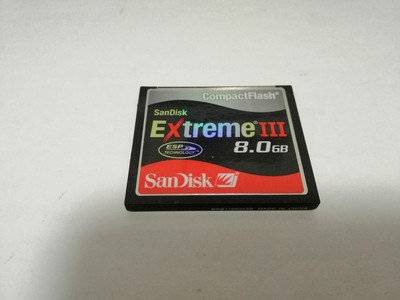 CompactFlash®
SanDisk
Extreme® III
8.0GB
ESP
TECHNOLOGY
SanDisk